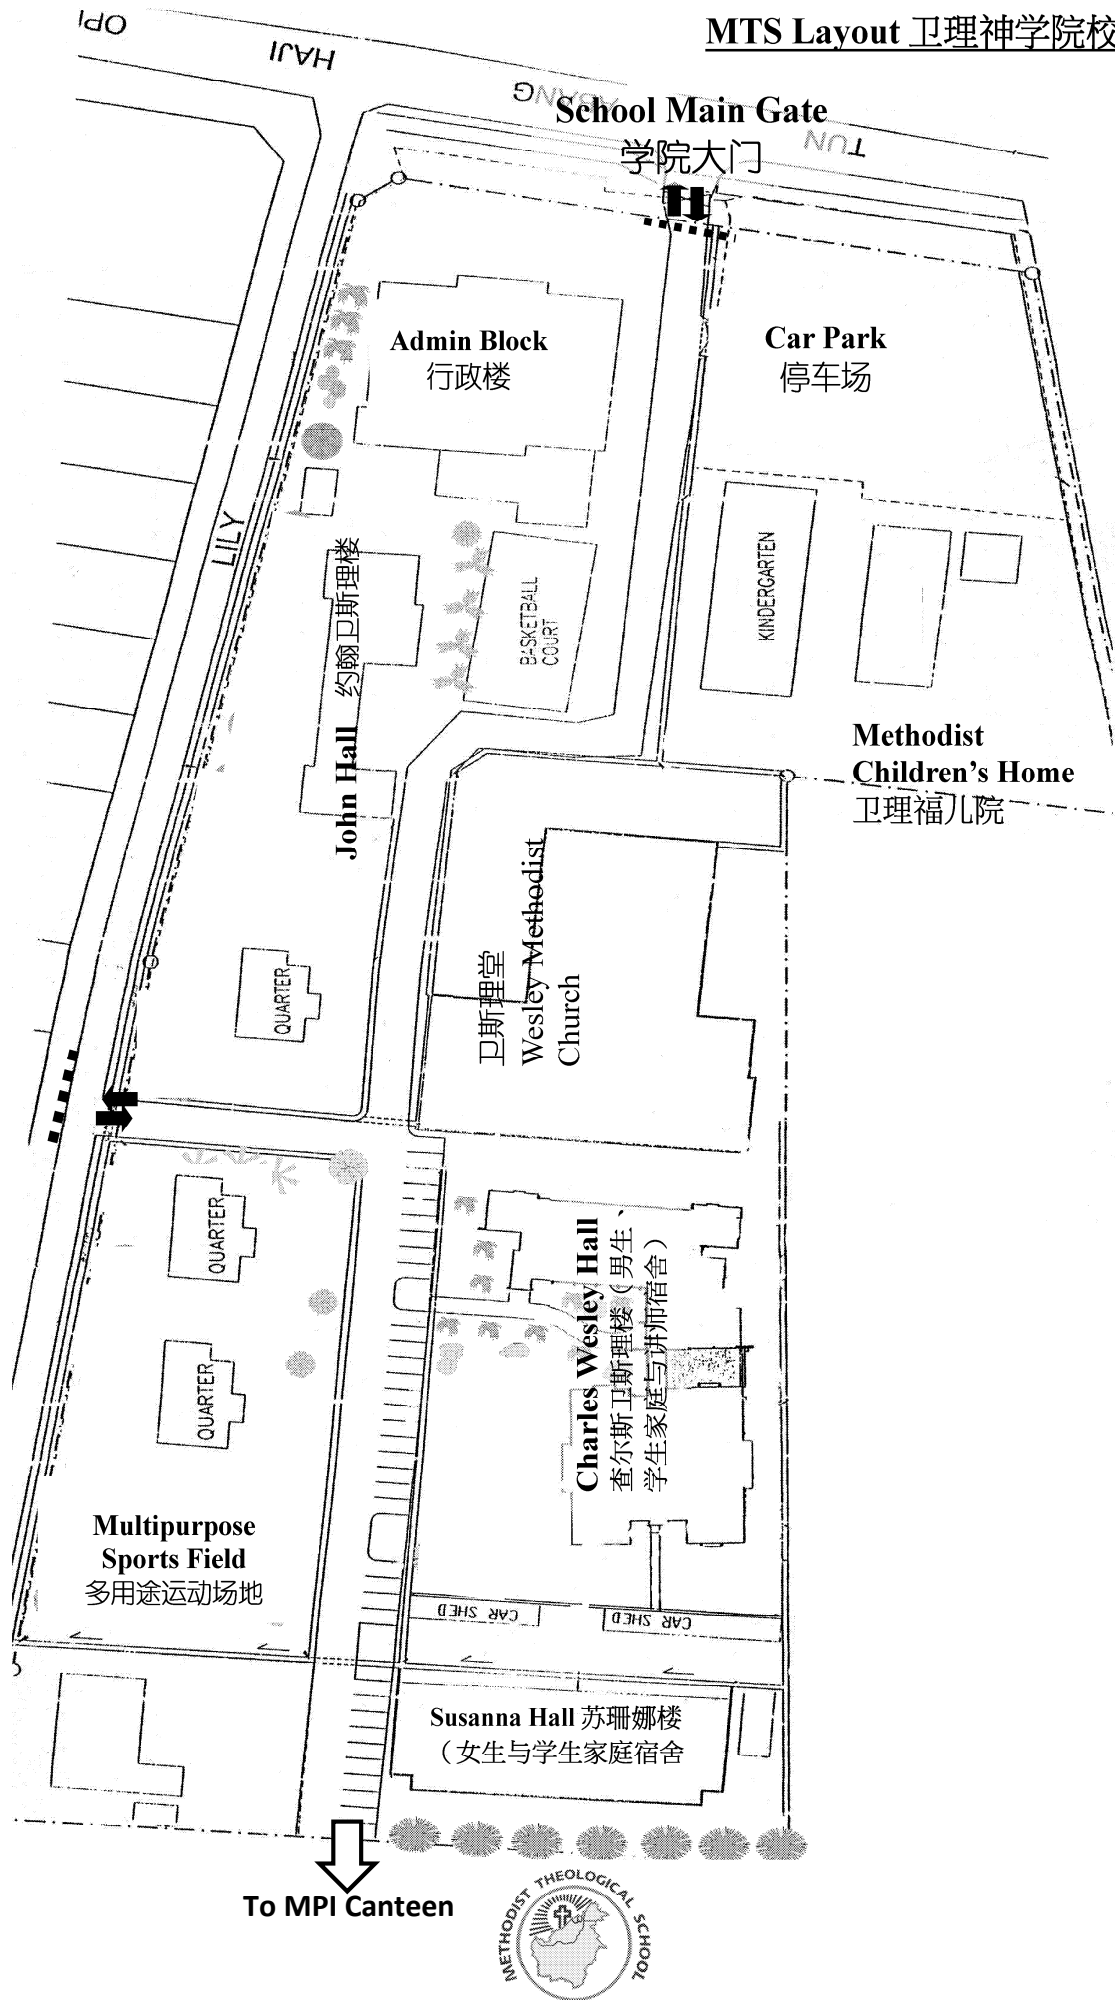 MTS Layout 卫理神学院校
OPI
HAJI
ABANG
TUN
School Main Gate
学院大门
Admin Block
行政楼
Car Park
停车场
LILY
John Hall 约翰卫斯理楼
BASKETBALL
COURT
KINDERGARTEN
Methodist
Children’s Home
卫理福儿院
卫斯理堂
Wesley Methodist
Church
QUARTER
QUARTER
QUARTER
Charles Wesley Hall
查尔斯卫斯理楼（男生、
学生家庭与讲师宿舍）
Multipurpose
Sports Field
多用途运动场地
CAR SHED
CAR SHED
Susanna Hall 苏珊娜楼
（女生与学生家庭宿舍
To MPI Canteen
METHODIST THEOLOGICAL SCHOOL